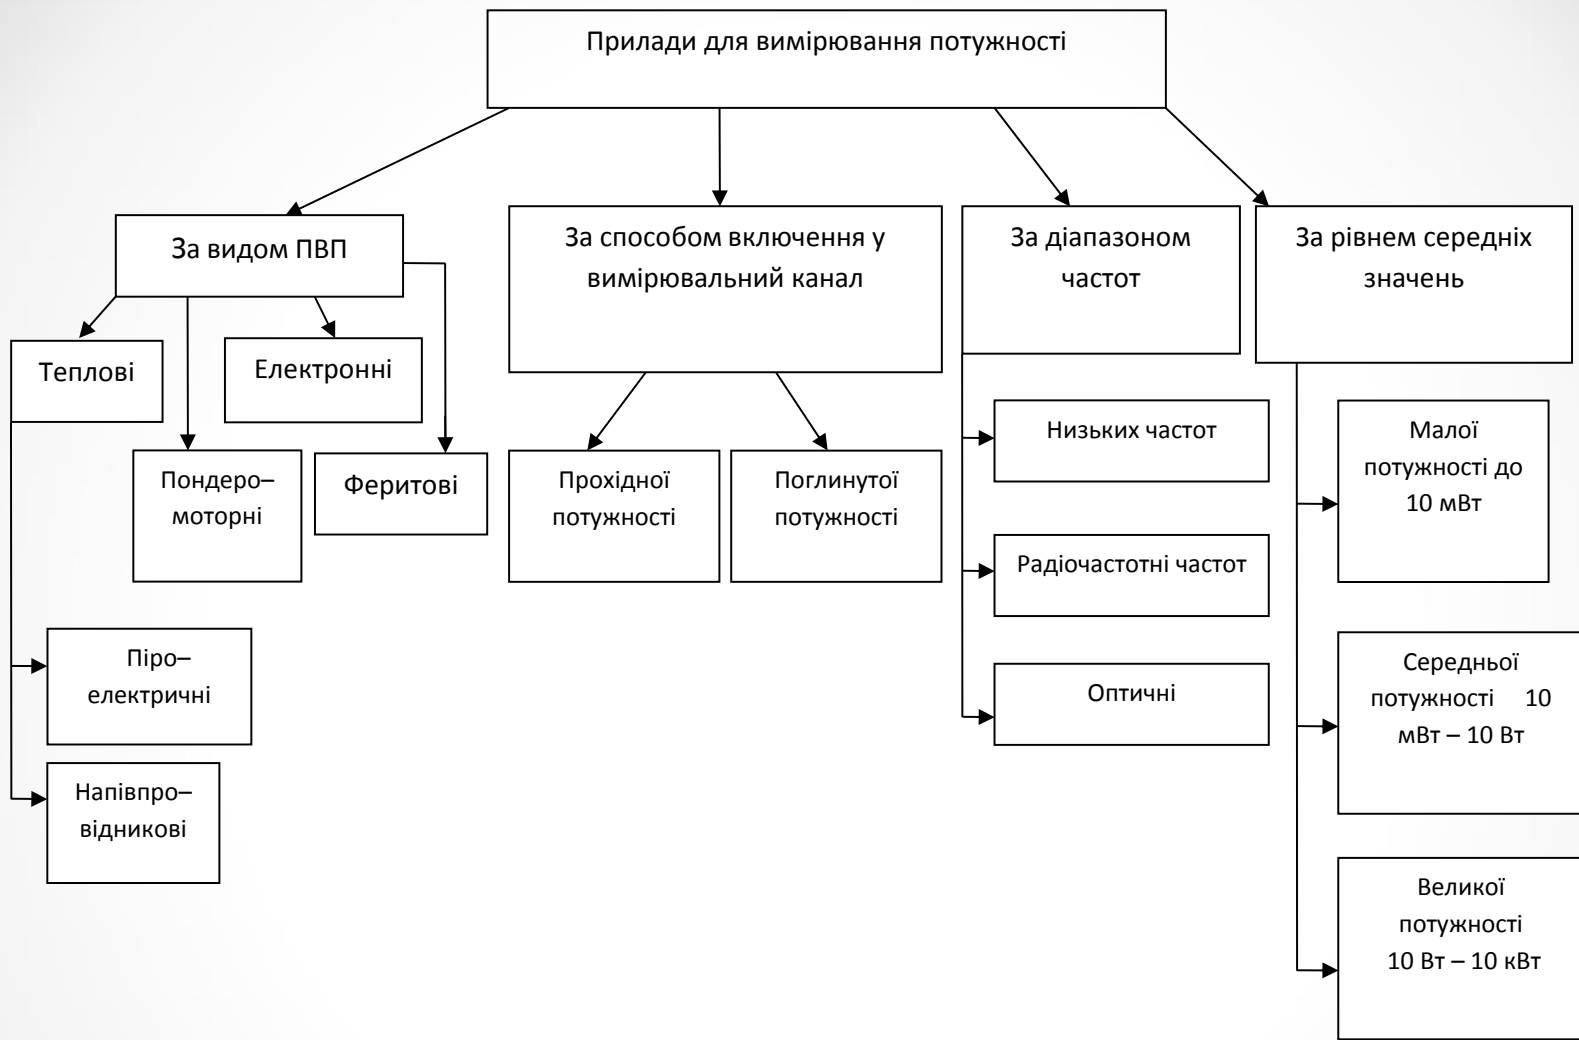 Прилади для вимірювання потужності
За видом ПВП
За способом включення у
вимірювальний канал
За діапазоном
частот
За рівнем середніх
значень
Теплові
Електронні
Пондеро–
моторні
Феритові
Піро–
електричні
Напівпро–
відникові
Прохідної
потужності
Поглинутої
потужності
Низьких частот
Радіочастотні частот
Оптичні
Малої
потужності до
10 мВт
Середньої
потужності 10
мВт – 10 Вт
Великої
потужності
10 Вт – 10 кВт